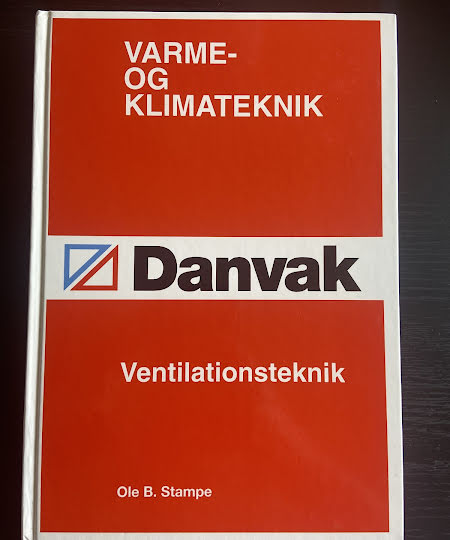 VARME-
OG
KLIMATEKNIK
Danvak
Ventilationsteknik
Ole B. Stampe